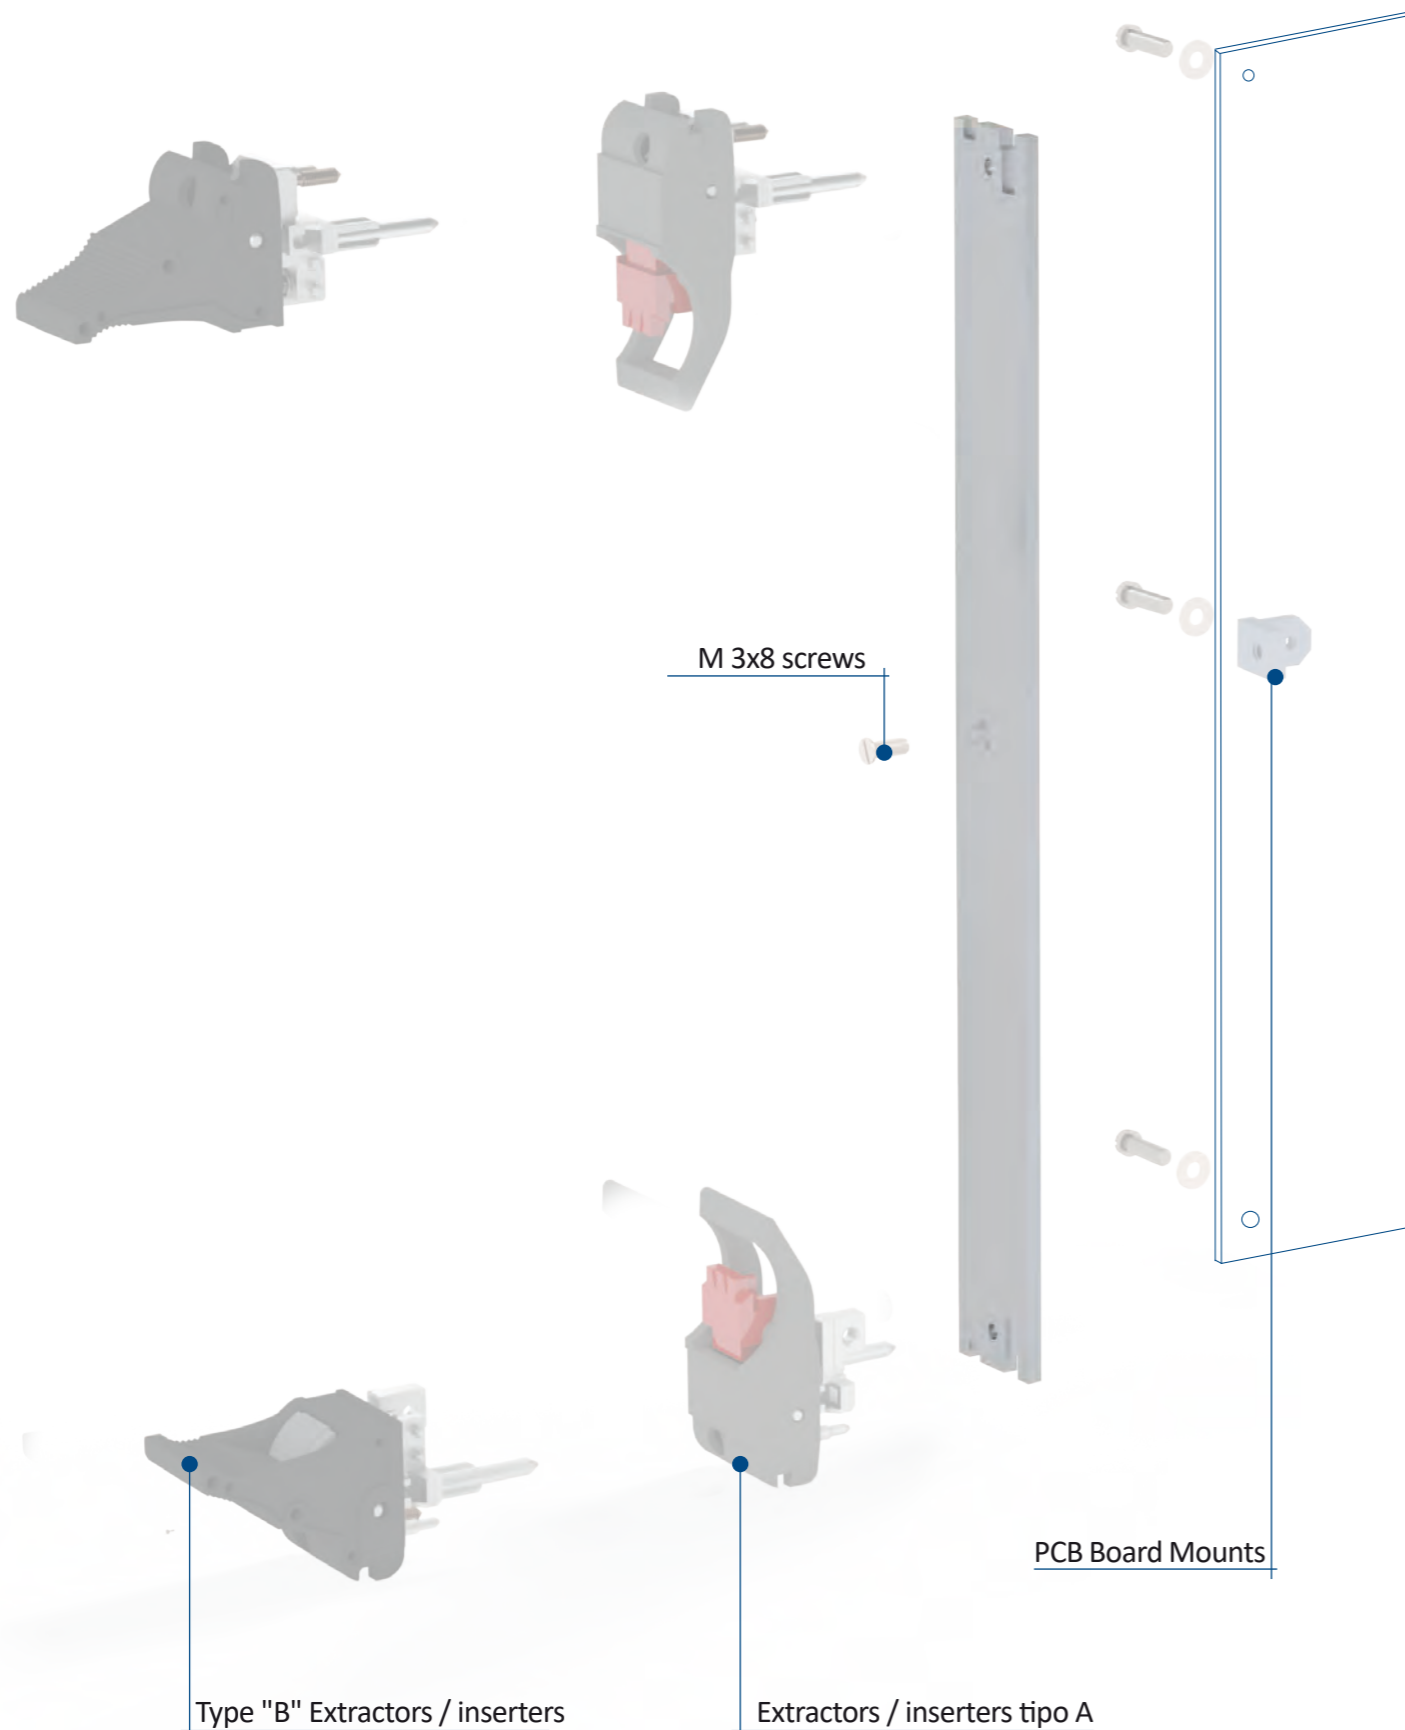 M 3x8 screws
PCB Board Mounts
Type "B" Extractors / inserters
Extractors / inserters tipo A